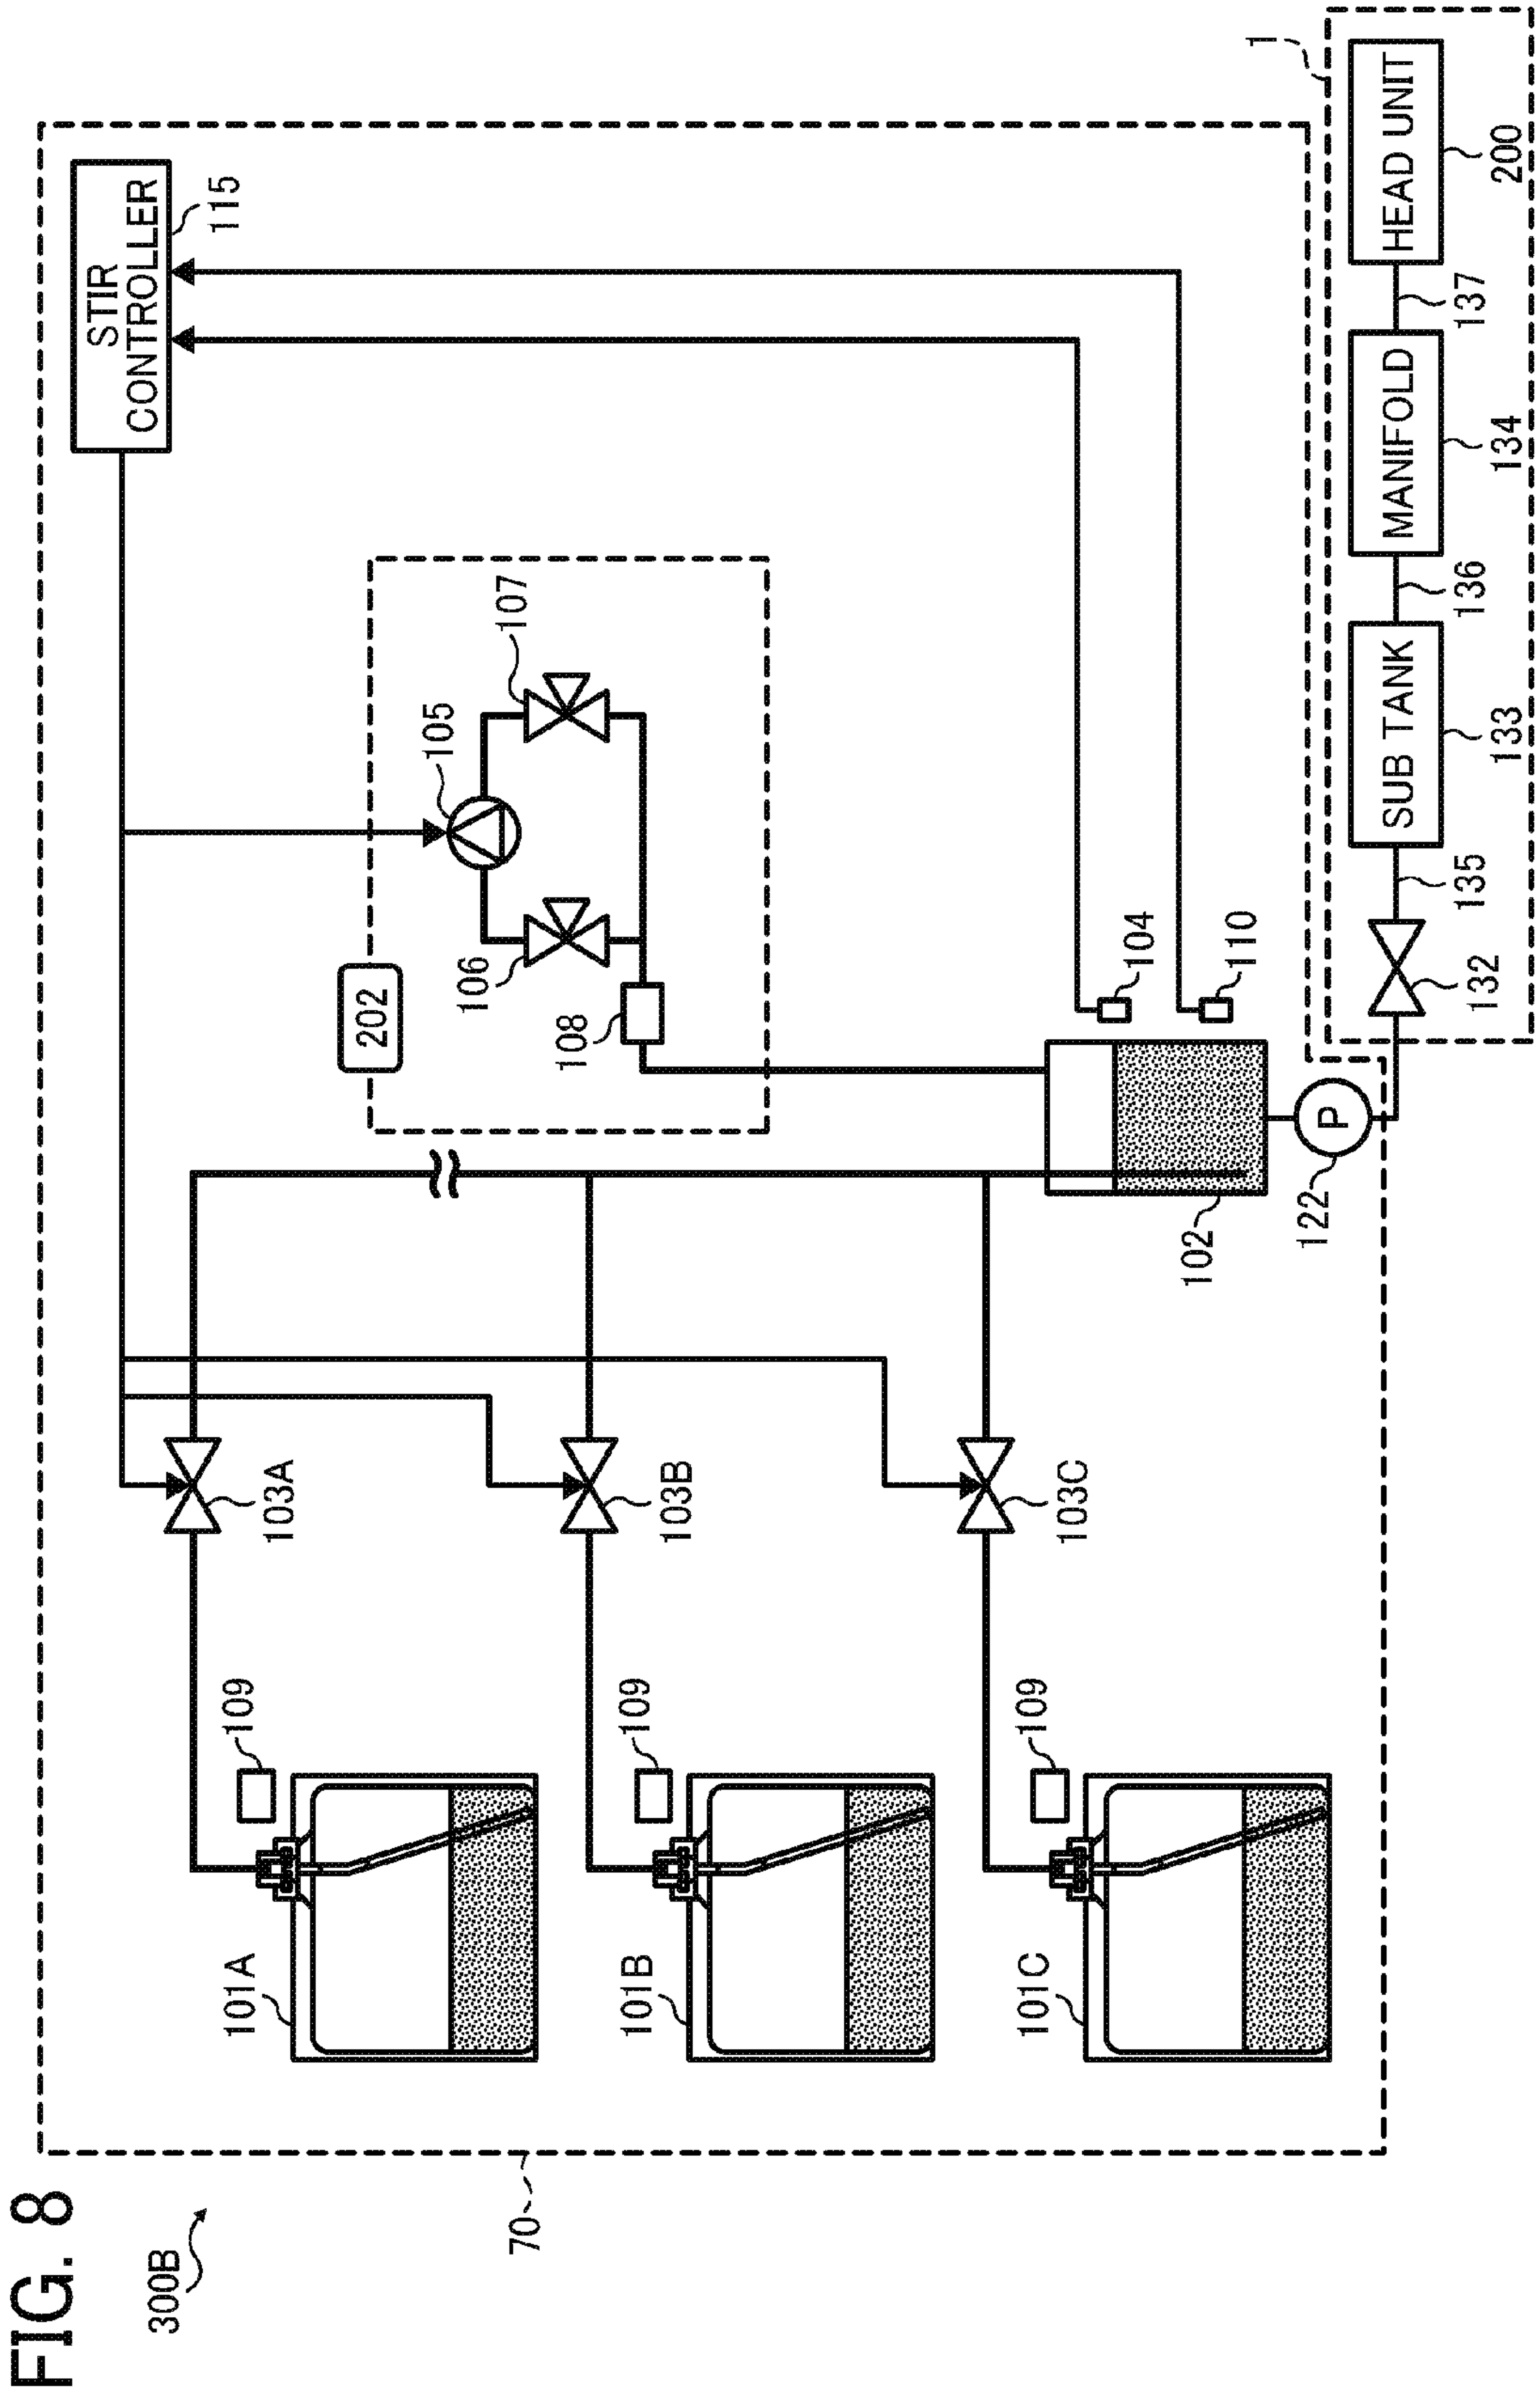 FIG. 8
300B
70
STIR
CONTROLLER
115
202
105
107
106
108
103A
103B
103C
109
109
109
101A
101B
101C
104
110
102
122
1
132
135
SUB TANK
133
136
MANIFOLD
134
137
HEAD UNIT
200
P